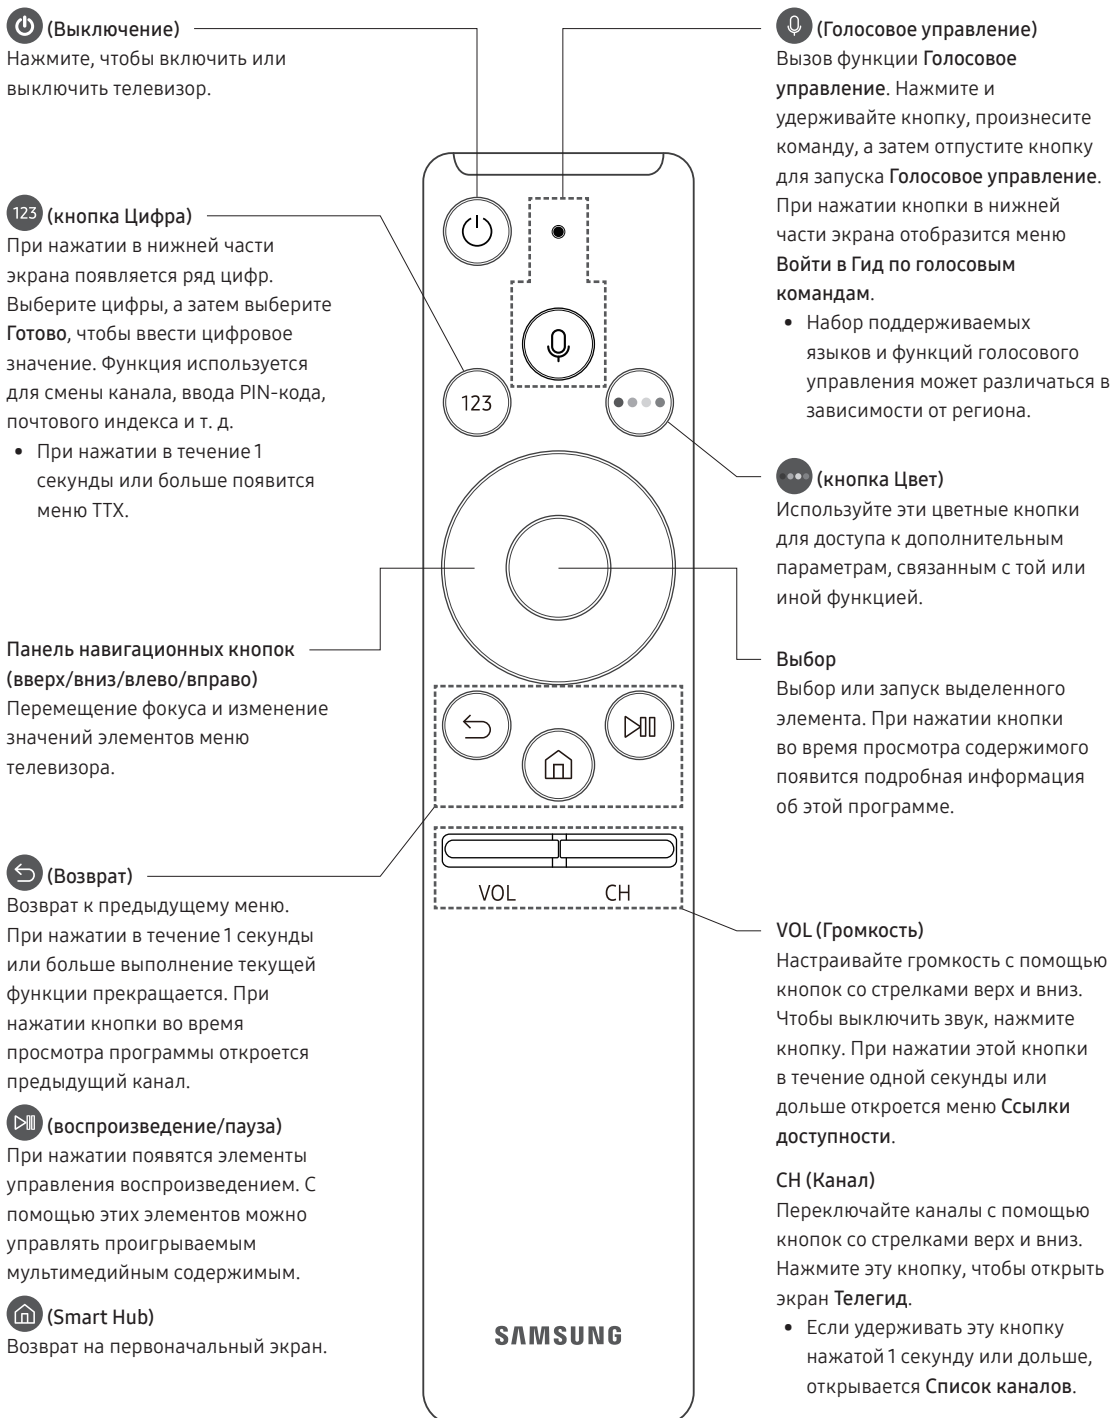 (Выключение)
Нажмите, чтобы включить или
выключить телевизор.
123 (кнопка Цифра)
При нажатии в нижней части
экрана появляется ряд цифр.
Выберите цифры, а затем выберите
Готово, чтобы ввести цифровое
значение. Функция используется
для смены канала, ввода PIN-кода,
почтового индекса и т. д.
• При нажатии в течение 1
секунды или больше появится
меню TTX.
Панель навигационных кнопок
(вверх/вниз/влево/вправо)
Перемещение фокуса и изменение
значений элементов меню
телевизора.
(Возврат)
Возврат к предыдущему меню.
При нажатии в течение 1 секунды
или больше выполнение текущей
функции прекращается. При
нажатии кнопки во время
просмотра программы откроется
предыдущий канал.
(воспроизведение/пауза)
При нажатии появятся элементы
управления воспроизведением. С
помощью этих элементов можно
управлять проигрываемым
мультимедийным содержимым.
(Smart Hub)
Возврат на первоначальный экран.
123
VOL CH
SAMSUNG
(Голосовое управление)
Вызов функции Голосовое
управление. Нажмите и
удерживайте кнопку, произнесите
команду, а затем отпустите кнопку
для запуска Голосовое управление.
При нажатии кнопки в нижней
части экрана отобразится меню
Войти в Гид по голосовым
командам.
• Набор поддерживаемых
языков и функций голосового
управления может различаться в
зависимости от региона.
(кнопка Цвет)
Используйте эти цветные кнопки
для доступа к дополнительным
параметрам, связанным с той или
иной функцией.
Выбор
Выбор или запуск выделенного
элемента. При нажатии кнопки
во время просмотра содержимого
появится подробная информация
об этой программе.
VOL (Громкость)
Настраивайте громкость с помощью
кнопок со стрелками верх и вниз.
Чтобы выключить звук, нажмите
кнопку. При нажатии этой кнопки
в течение одной секунды или
дольше откроется меню Ссылки
доступности.
CH (Канал)
Переключайте каналы с помощью
кнопок со стрелками верх и вниз.
Нажмите эту кнопку, чтобы открыть
экран Телегид.
• Если удерживать эту кнопку
нажатой 1 секунду или дольше,
открывается Список каналов.